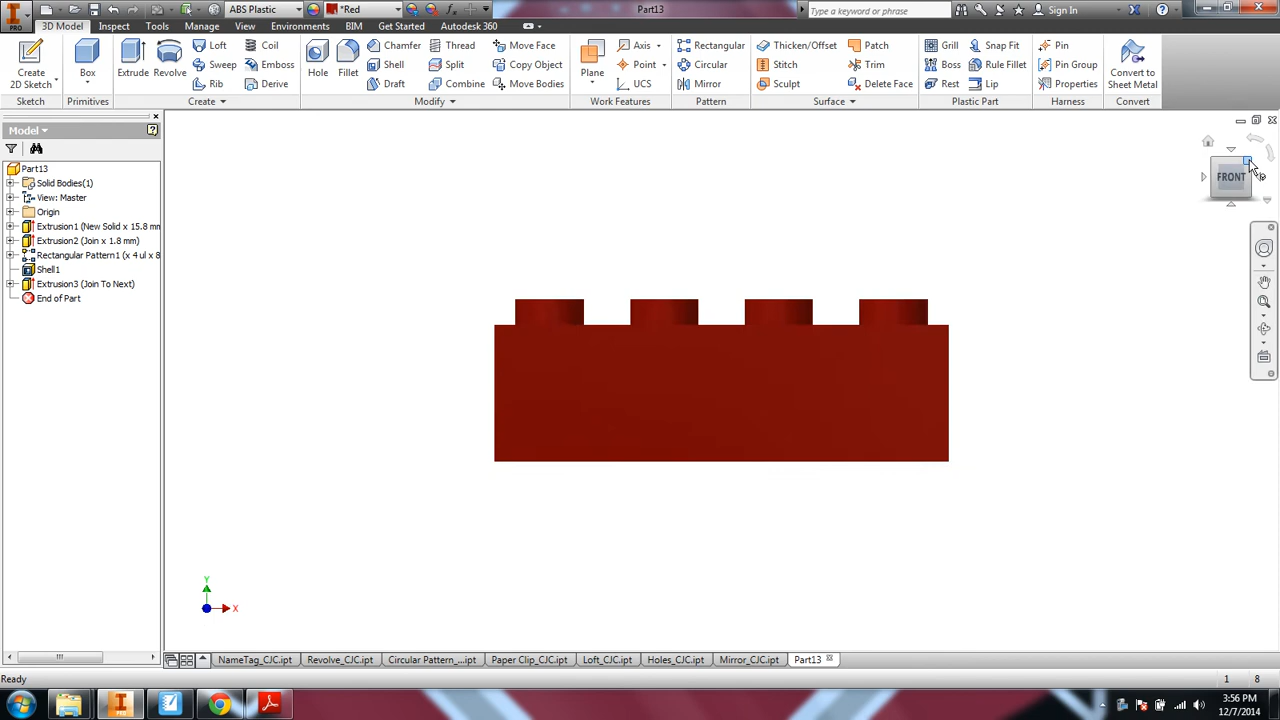 ABS Plastic *Red Part13 Type a keyword or phrase Sign In
PRO 3D Model Inspect Tools Manage View Environments BIM Get Started Autodesk 360
Create 2D Sketch Box Extrude Revolve Loft Sweep Rib Coil Emboss Derive Hole Fillet Chamfer Shell Draft Thread Split Combine Move Face Copy Object Move Bodies Plane Axis Point UCS Rectangular Circular Mirror Thicken/Offset Stitch Sculpt Patch Trim Delete Face Grill Boss Rest Snap Fit Rule Fillet Lip Pin Pin Group Properties Convert to Sheet Metal
Sketch Primitives Create Modify Work Features Pattern Surface Plastic Part Harness Convert
Model
Part13
Solid Bodies(1)
View: Master
Origin
Extrusion1 (New Solid x 15.8 mm
Extrusion2 (Join x 1.8 mm)
Rectangular Pattern1 (x 4 ul x 8
Shell1
Extrusion3 (Join To Next)
End of Part
FRONT
Y
X
NameTag_CJC.ipt Revolve_CJC.ipt Circular Pattern_...ipt Paper Clip_CJC.ipt Loft_CJC.ipt Holes_CJC.ipt Mirror_CJC.ipt Part13
Ready 1 8
3:56 PM
12/7/2014